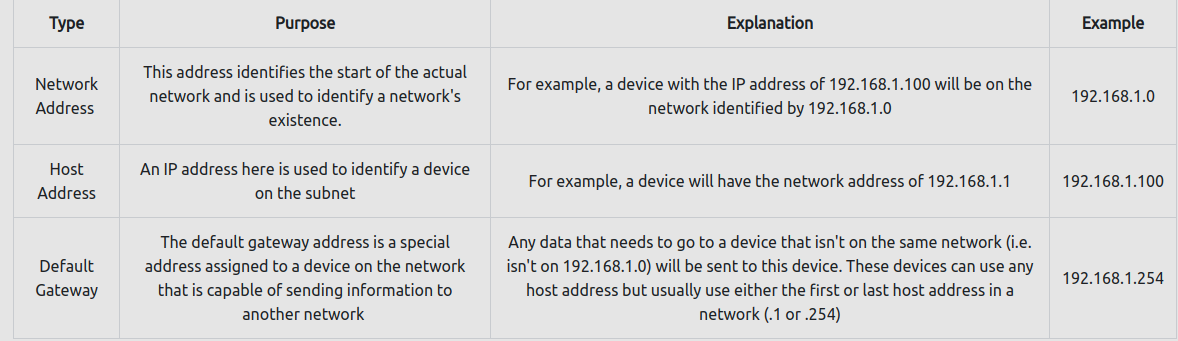 Type Purpose Explanation Example
Network
Address
This address identifies the start of the actual
network and is used to identify a network's
existence.
For example, a device with the IP address of 192.168.1.100 will be on the
network identified by 192.168.1.0
192.168.1.0
Host
Address
An IP address here is used to identify a device
on the subnet
For example, a device will have the network address of 192.168.1.1
192.168.1.100
Default
Gateway
The default gateway address is a special
address assigned to a device on the network
that is capable of sending information to
another network
Any data that needs to go to a device that isn't on the same network (i.e.
isn't on 192.168.1.0) will be sent to this device. These devices can use any
host address but usually use either the first or last host address in a
network (.1 or .254)
192.168.1.254